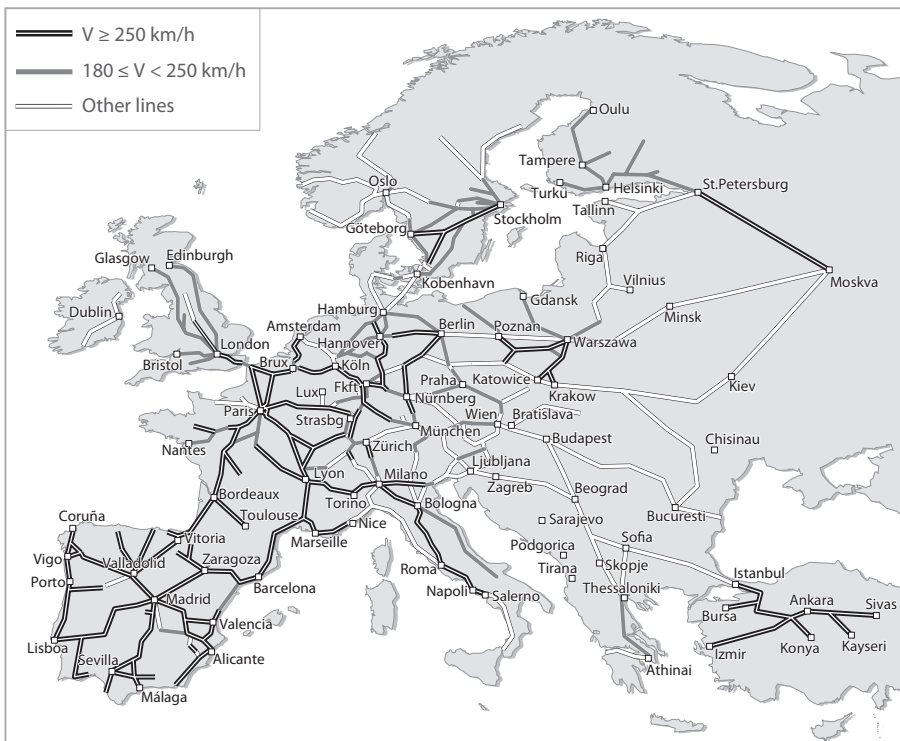 V ≥ 250 km/h
180 ≤ V < 250 km/h
Other lines
Oulu
Tampere
Turku
Helsinki
St.Petersburg
Tallinn
Oslo
Stockholm
Göteborg
Riga
Vilnius
Moskva
Glasgow
Edinburgh
Kobenhavn
Gdansk
Minsk
Dublin
Hamburg
Amsterdam
Hannover
Berlin
Poznan
Warszawa
London
Bristol
Brux
Köln
Fkft
Praha
Katowice
Krakow
Kiev
Lux
Nürnberg
Paris
Strasbg
Wien
Bratislava
München
Budapest
Chisinau
Nantes
Zürich
Lyon
Milano
Ljubljana
Zagreb
Beograd
Bordeaux
Torino
Bologna
Bucuresti
Coruña
Toulouse
Nice
Sarajevo
Marseille
Vitoria
Sofia
Vigo
Valladolid
Zaragoza
Podgorica
Skopje
Porto
Barcelona
Roma
Tirana
Istanbul
Madrid
Napoli
Salerno
Thessaloniki
Ankara
Sivas
Bursa
Valencia
Lisboa
Alicante
Sevilla
Izmir
Konya
Kayseri
Athinai
Málaga